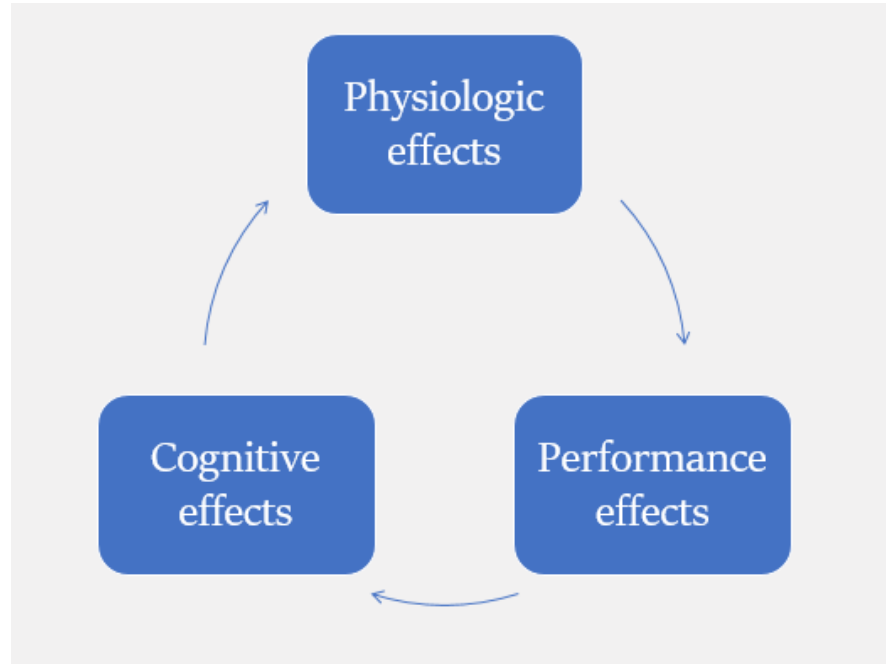 Physiologic
effects
Cognitive
effects
Performance
effects